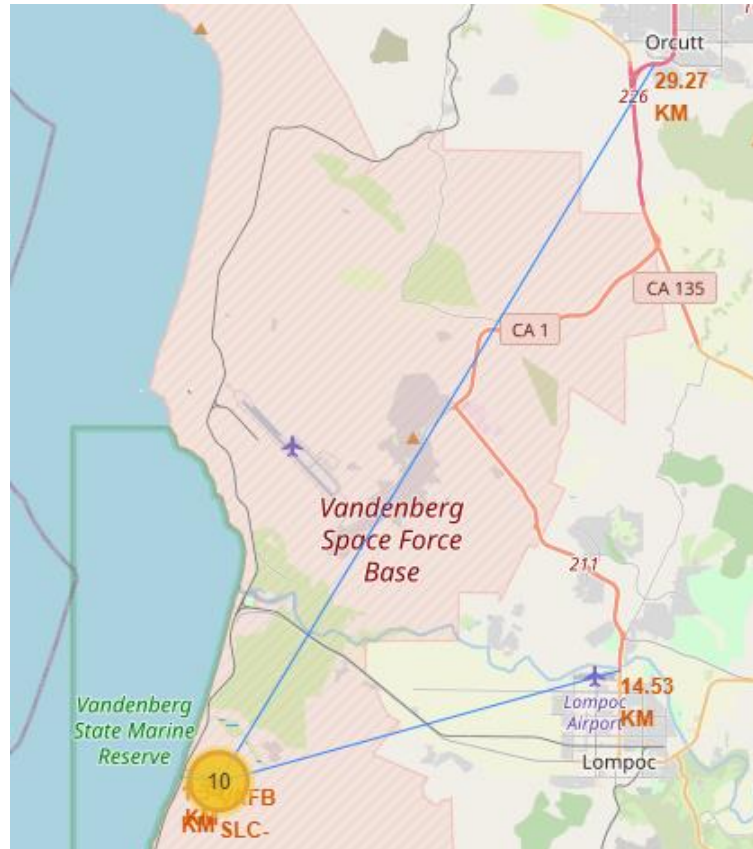 Orcutt
29.27
226
KM
CA 135
CA 1
Vandenberg
Space Force
Base
211
14.53
Lompoc
KM
Airport
Vandenberg
State Marine
Reserve
Lompoc
10
FB
KM
SLC-